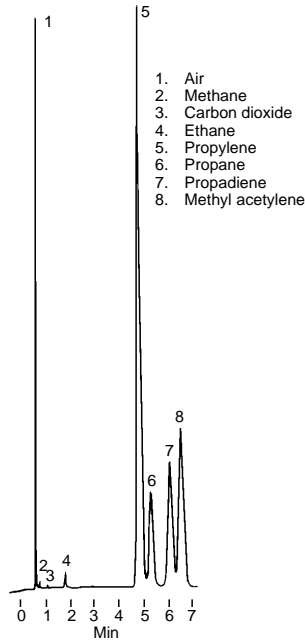 1
5
1. Air
2. Methane
3. Carbon dioxide
4. Ethane
5. Propylene
6. Propane
7. Propadiene
8. Methyl acetylene
8
7
6
4
2
3
0 1 2 3 4 5 6 7
Min